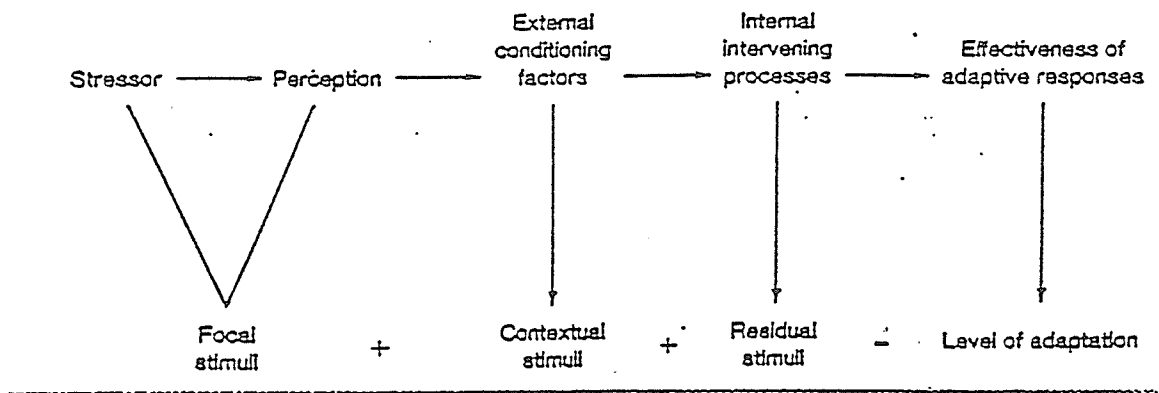 External
conditioning
factors
Internal
intervening
processes
Effectiveness of
adaptive responses
Stressor
Perception
Focal
stimuli
+
Contextual
stimuli
+
Residual
stimuli
=
Level of adaptation